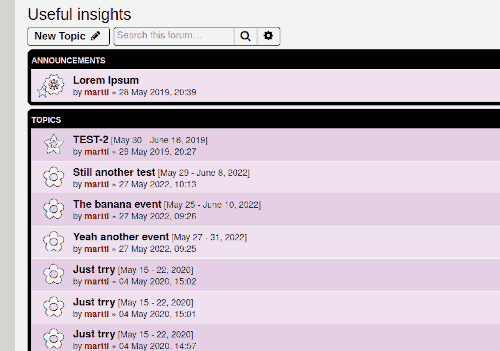 Useful insights
New Topic
Search this forum…
ANNOUNCEMENTS
Lorem Ipsum
by martti » 28 May 2019, 20:39
TOPICS
TEST-2 [May 30 - June 16, 2019]
by martti » 29 May 2019, 20:27
Still another test [May 29 - June 8, 2022]
by martti » 27 May 2022, 10:13
The banana event [May 25 - June 10, 2022]
by martti » 27 May 2022, 09:26
Yeah another event [May 27 - 31, 2022]
by martti » 27 May 2022, 09:25
Just trry [May 15 - 22, 2020]
by martti » 04 May 2020, 15:02
Just trry [May 15 - 22, 2020]
by martti » 04 May 2020, 15:01
Just trry [May 15 - 22, 2020]
by martti » 04 May 2020, 14:57